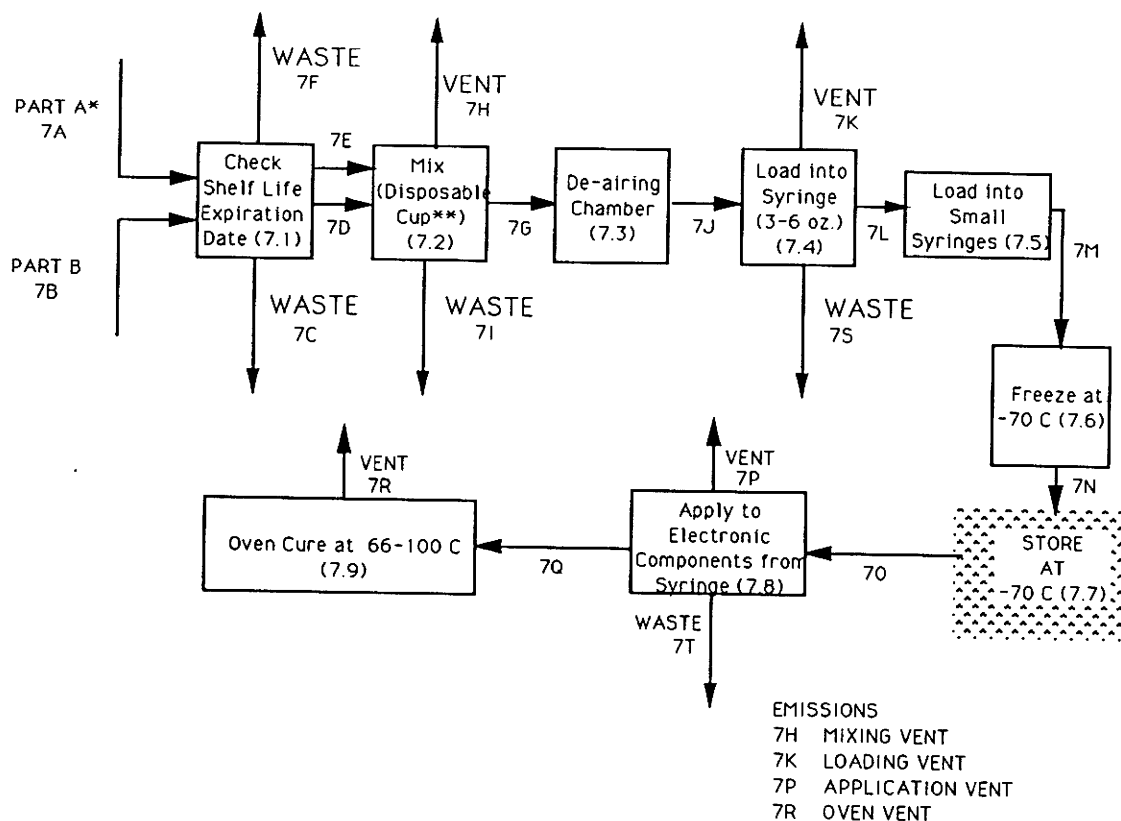 WASTE
7F
VENT
7H
VENT
7K
PART A*
7A
PART B
7B
Check
Shelf Life
Expiration
Date (7.1)
7E
7D
Mix
(Disposable
Cup**)
(7.2)
7G
De-airing
Chamber
(7.3)
7J
Load into
Syringe
(3-6 oz.)
(7.4)
7L
Load into
Small
Syringes (7.5)
7M
WASTE
7C
WASTE
7I
WASTE
7S
Freeze at
-70 C (7.6)
7N
STORE
AT
-70 C (7.7)
7O
VENT
7P
Apply to
Electronic
Components from
Syringe (7.8)
WASTE
7T
7Q
VENT
7R
Oven Cure at 66-100 C
(7.9)
EMISSIONS
7H MIXING VENT
7K LOADING VENT
7P APPLICATION VENT
7R OVEN VENT